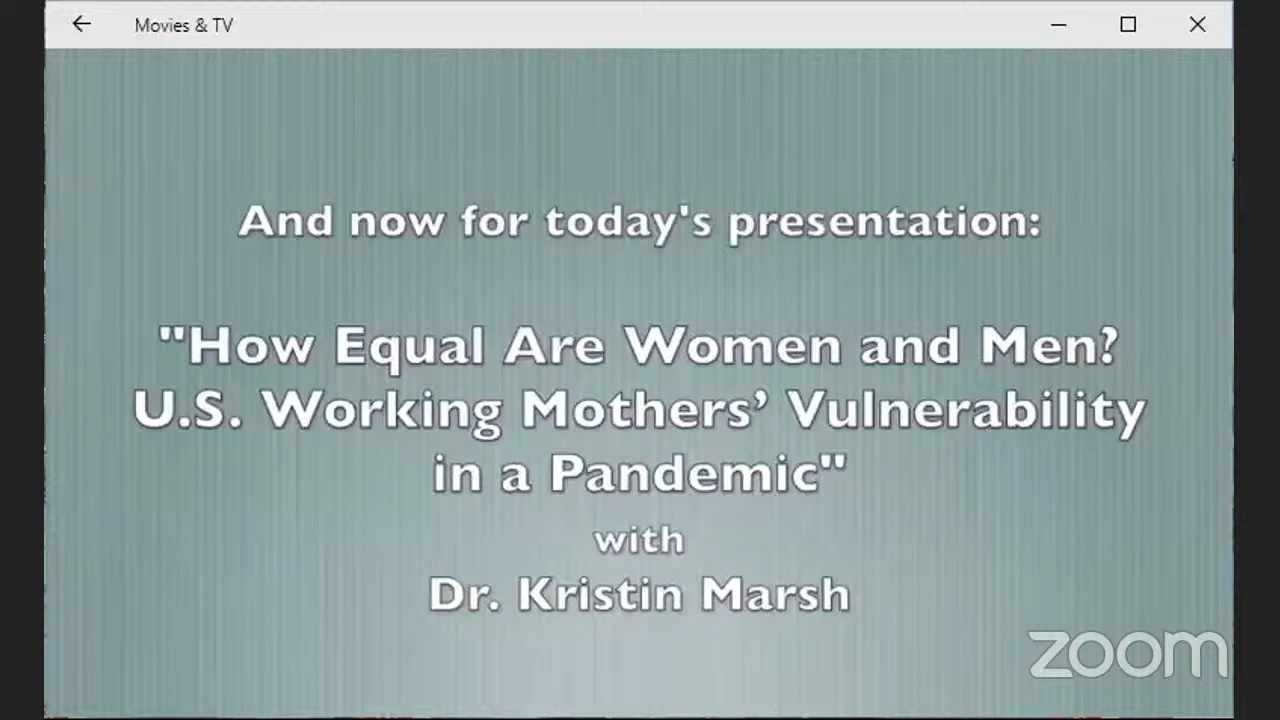 Movies & TV
And now for today's presentation:
"How Equal Are Women and Men?
U.S. Working Mothers’ Vulnerability
in a Pandemic"
with
Dr. Kristin Marsh
zoom